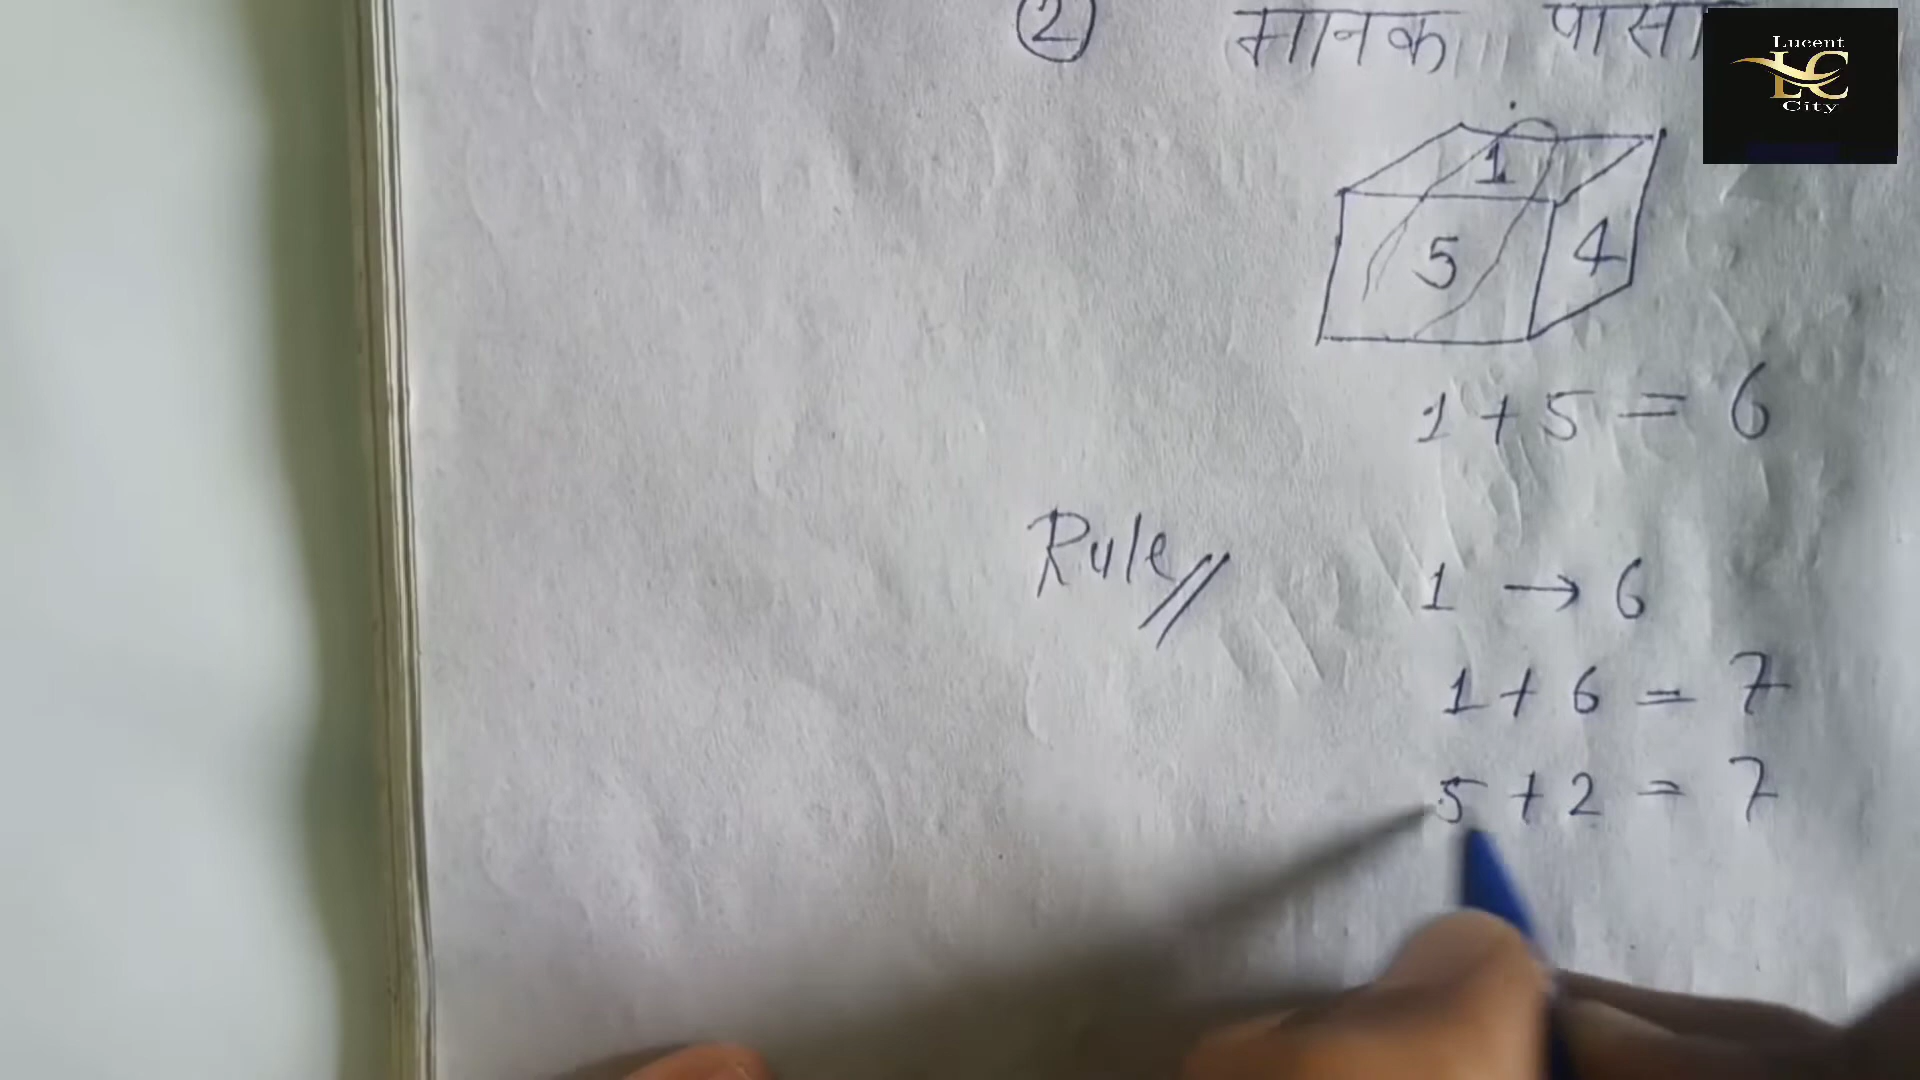 ② मानक पासा
Lucent
LC
City
1
5 4
1 + 5 = 6
Rule 1 → 6
1 + 6 = 7
5 + 2 = 7